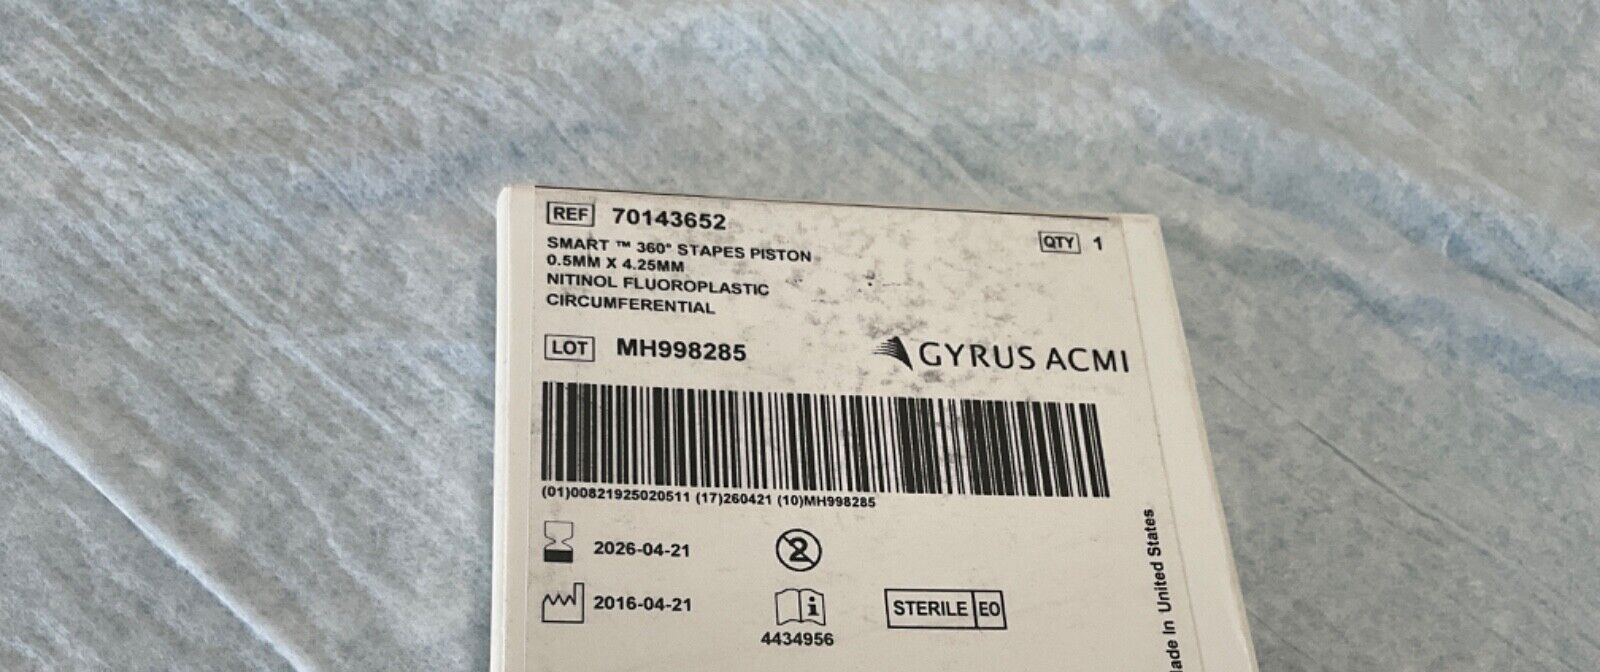 REF 70143652
QTY 1
SMART ™ 360° STAPES PISTON
0.5MM X 4.25MM
NITINOL FLUOROPLASTIC
CIRCUMFERENTIAL
LOT MH998285
GYRUS ACMI
(01)00821925020511 (17)260421 (10)MH998285
2026-04-21
2
2016-04-21
i
4434956
STERILE EO
In United States